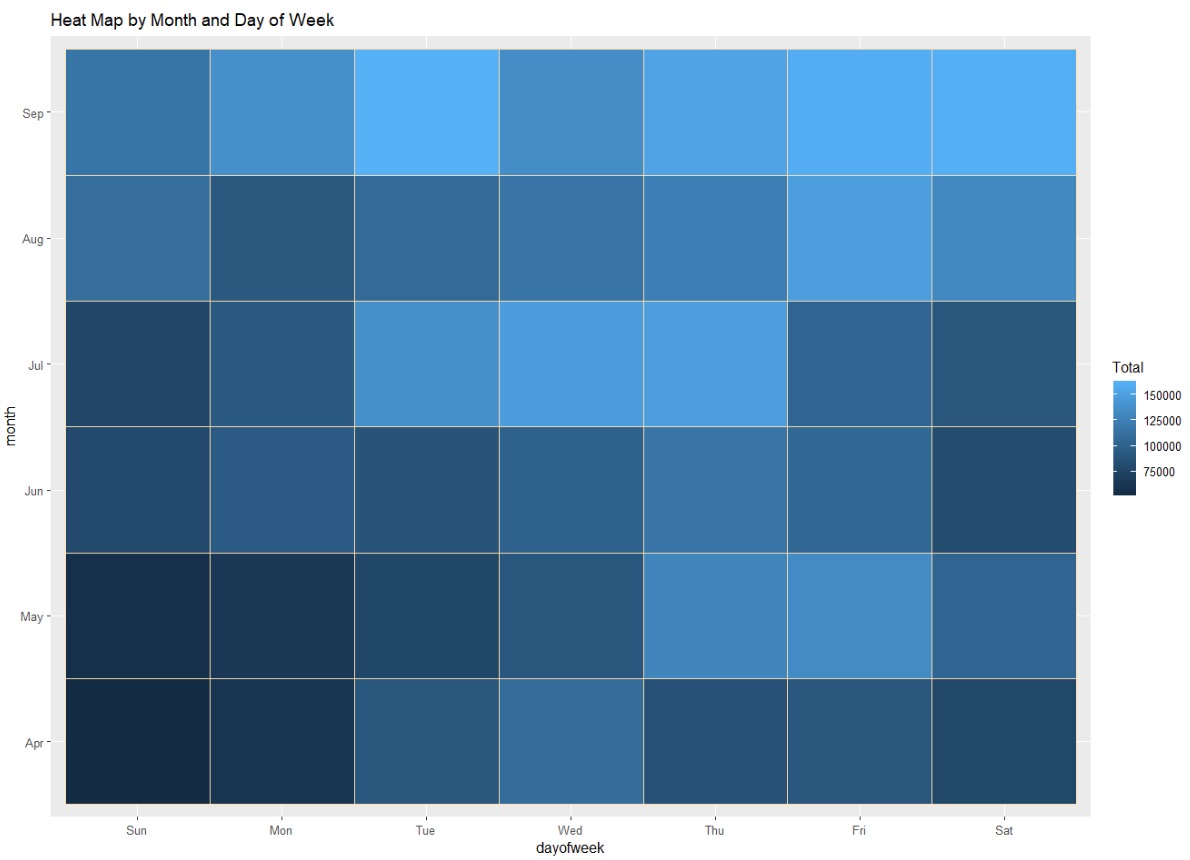 Heat Map by Month and Day of Week
Sep
Aug
Jul
Jun
May
Apr
month
Sun Mon Tue Wed Thu Fri Sat
dayofweek
Total
150000
125000
100000
75000